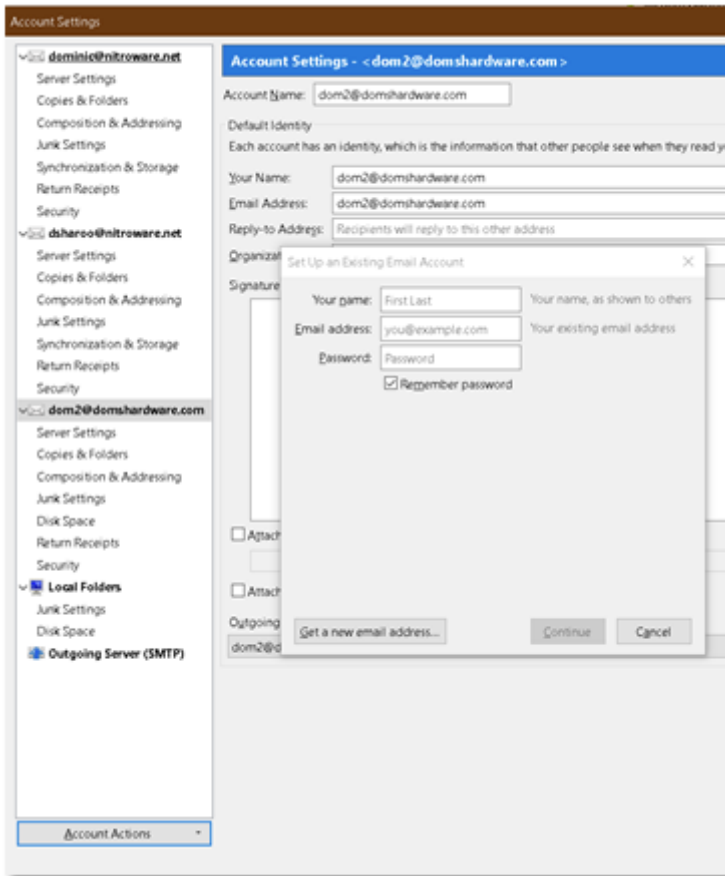 Account Settings
dominic@nitroware.net
Server Settings
Copies & Folders
Composition & Addressing
Junk Settings
Synchronization & Storage
Return Receipts
Security
dsharoo@nitroware.net
Server Settings
Copies & Folders
Composition & Addressing
Junk Settings
Synchronization & Storage
Return Receipts
Security
dom2@domshardware.com
Server Settings
Copies & Folders
Composition & Addressing
Junk Settings
Disk Space
Return Receipts
Security
Local Folders
Junk Settings
Disk Space
Outgoing Server (SMTP)
Account Actions
Account Settings - <dom2@domshardware.com>
Account Name: dom2@domshardware.com
Default Identity
Each account has an identity, which is the information that other people see when they read y
Your Name: dom2@domshardware.com
Email Address: dom2@domshardware.com
Reply-to Address: Recipients will reply to this other address
Organizat
Signature
Attach
Attach
Outgoing
dom2@d
Set Up an Existing Email Account
Your name: First Last Your name, as shown to others
Email address: you@example.com Your existing email address
Password: Password
Remember password
Get a new email address... Continue Cancel